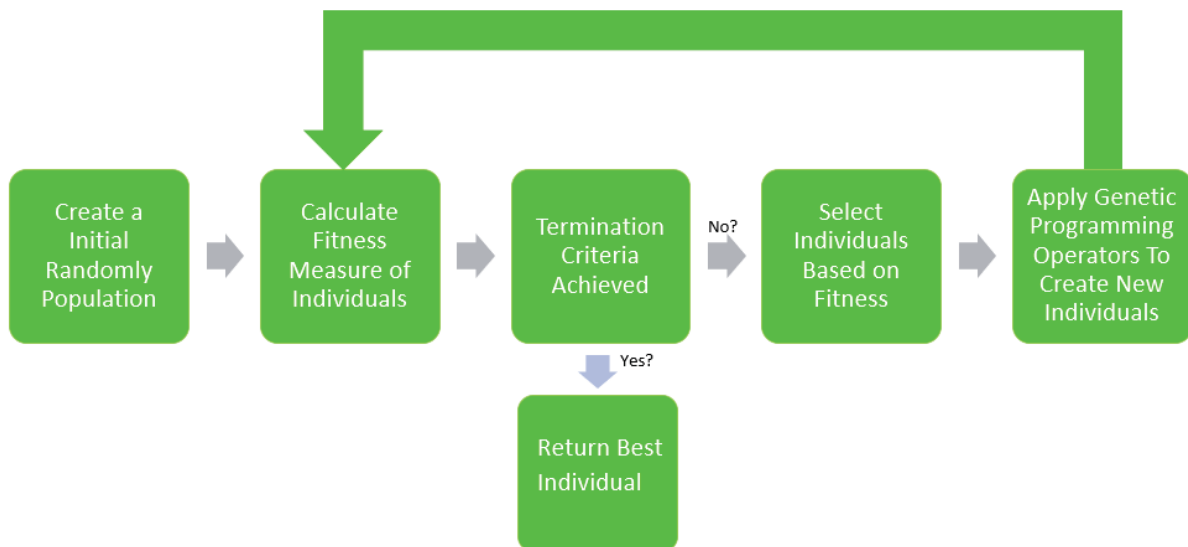 Create a
Initial
Randomly
Population
Calculate
Fitness
Measure of
Individuals
Termination
Criteria
Achieved
No?
Select
Individuals
Based on
Fitness
Apply Genetic
Programming
Operators To
Create New
Individuals
Yes?
Return Best
Individual